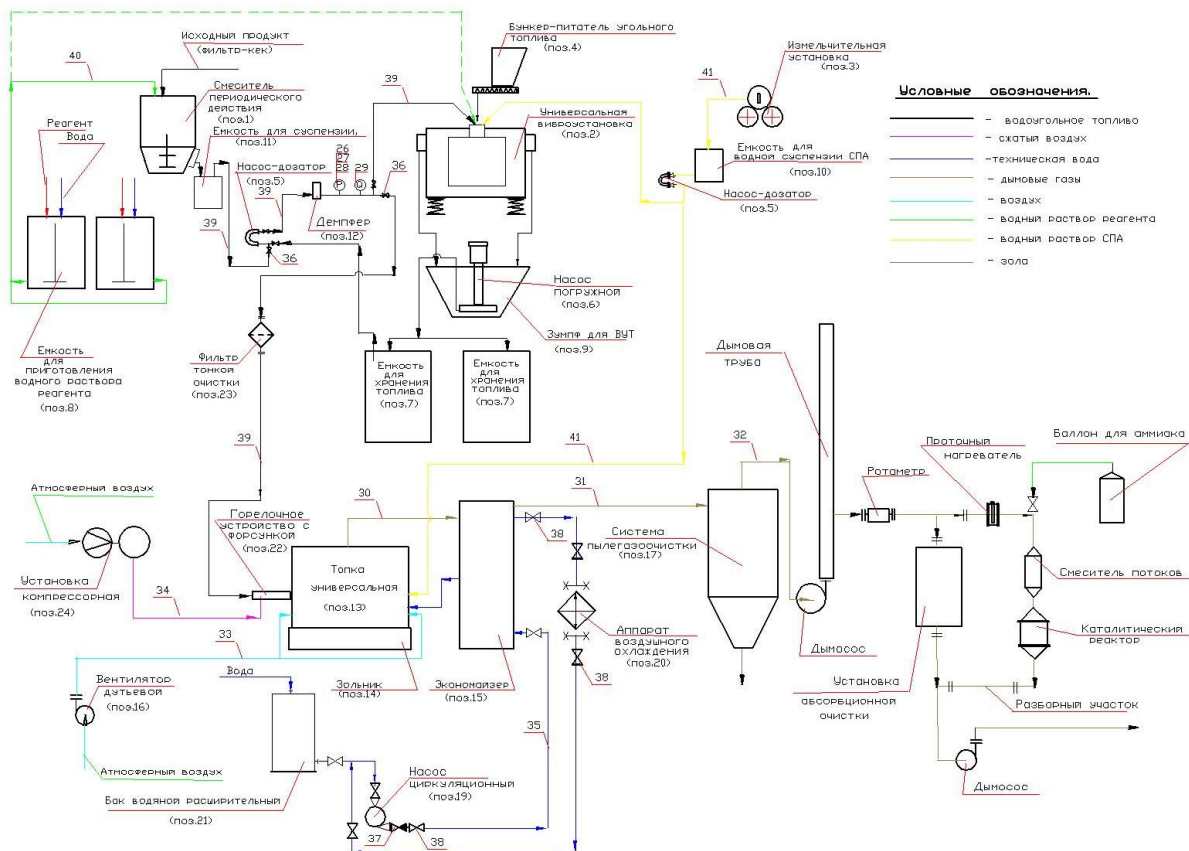 Исходный продукт
(фильтр-кек)
40
Смеситель
периодического
действия
(поз.1)
Реагент
Вода
Емкость для суспензии.
(поз.11)
Насос-дозатор
(поз.5)
26
27
28
29
P
Q
36
39
39
39
36
Демпфер
(поз.12)
Бункер-питатель угольного
топлива
(поз.4)
Универсальная
виброустановка
(поз.2)
Измельчительная
установка
(поз.3)
41
Емкость для
водной суспензии СПА
(поз.10)
Насос-дозатор
(поз.5)
Насос
погружной
(поз.6)
Зумпф для ВУТ
(поз.9)
Условные обозначения.
- водоугольное топливо
- сжатый воздух
-техническая вода
- дымовые газы
- воздух
- водный раствор реагента
- водный раствор СПА
- зола
Емкость
для
приготовления
водного раствора
реагента
(поз.8)
Фильтр
тонкой
очистки
(поз.23)
Емкость
для
хранения
топлива
(поз.7)
Емкость
для
хранения
топлива
(поз.7)
39
Дымовая
труба
41
30
31
32
Атмосферный воздух
Горелочное
устройство с
форсункой
(поз.22)
Установка
компрессорная
(поз.24)
34
33
Топка
универсальная
(поз.13)
Зольник
(поз.14)
Экономайзер
(поз.15)
38
Система
пылегазоочистки
(поз.17)
Аппарат
воздушного
охлаждения
(поз.20)
38
Дымосос
Ротаметр
Проточный
нагреватель
Баллон для аммиака
Смеситель потоков
Каталитический
реактор
Установка
абсорбционной
очистки
Разборный участок
Дымосос
Вентилятор
дутьевой
(поз.16)
Атмосферный воздух
Вода
Бак водяной расширительный
(поз.21)
Насос
циркуляционный
(поз.19)
35
37
38